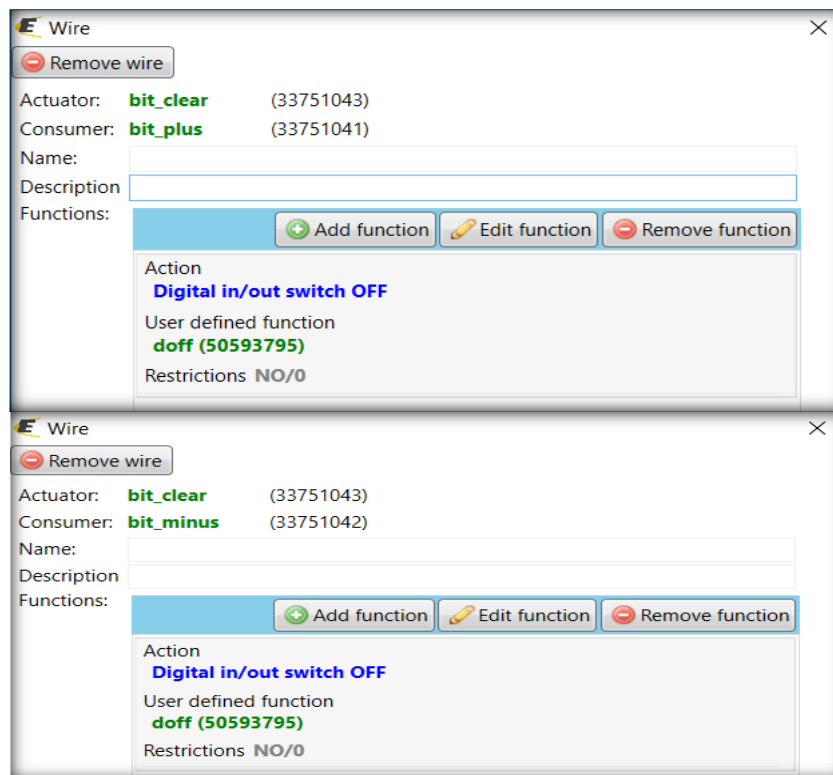 Wire
Remove wire
Actuator: bit_clear (33751043)
Consumer: bit_plus (33751041)
Name:
Description
Functions:
Add function Edit function Remove function
Action
Digital in/out switch OFF
User defined function
doff (50593795)
Restrictions NO/0
Wire
Remove wire
Actuator: bit_clear (33751043)
Consumer: bit_minus (33751042)
Name:
Description
Functions:
Add function Edit function Remove function
Action
Digital in/out switch OFF
User defined function
doff (50593795)
Restrictions NO/0